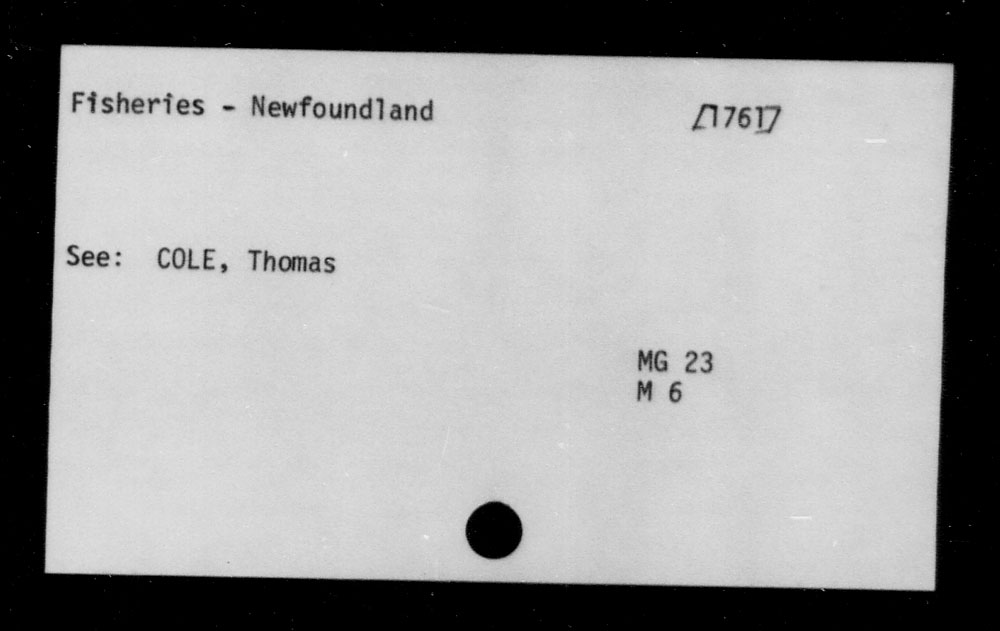 Fisheries - Newfoundland [1761]
See: COLE, Thomas
MG 23
M 6